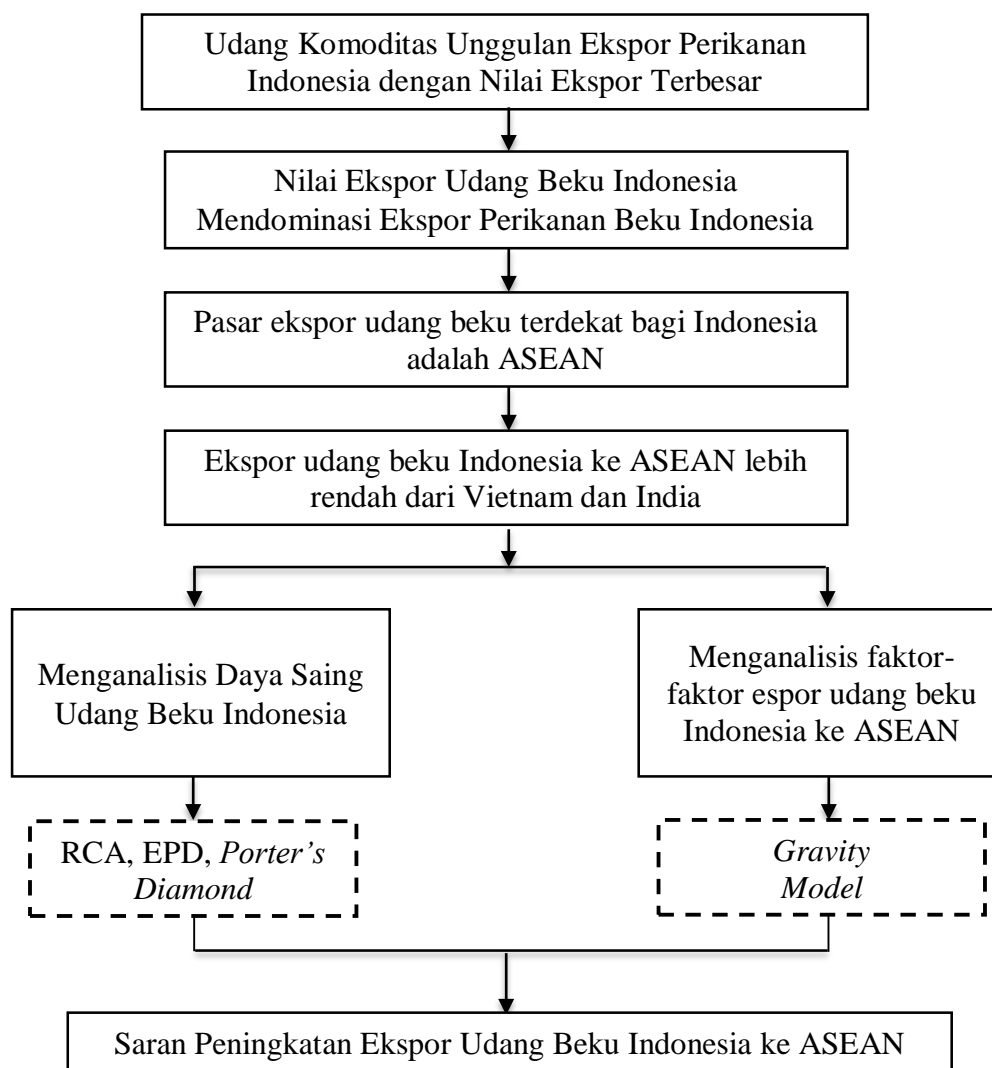 Udang Komoditas Unggulan Ekspor Perikanan
Indonesia dengan Nilai Ekspor Terbesar
Nilai Ekspor Udang Beku Indonesia
Mendominasi Ekspor Perikanan Beku Indonesia
Pasar ekspor udang beku terdekat bagi Indonesia
adalah ASEAN
Ekspor udang beku Indonesia ke ASEAN lebih
rendah dari Vietnam dan India
Menganalisis Daya Saing
Udang Beku Indonesia
Menganalisis faktor-
faktor espor udang beku
Indonesia ke ASEAN
RCA, EPD, Porter’s
Diamond
Gravity
Model
Saran Peningkatan Ekspor Udang Beku Indonesia ke ASEAN